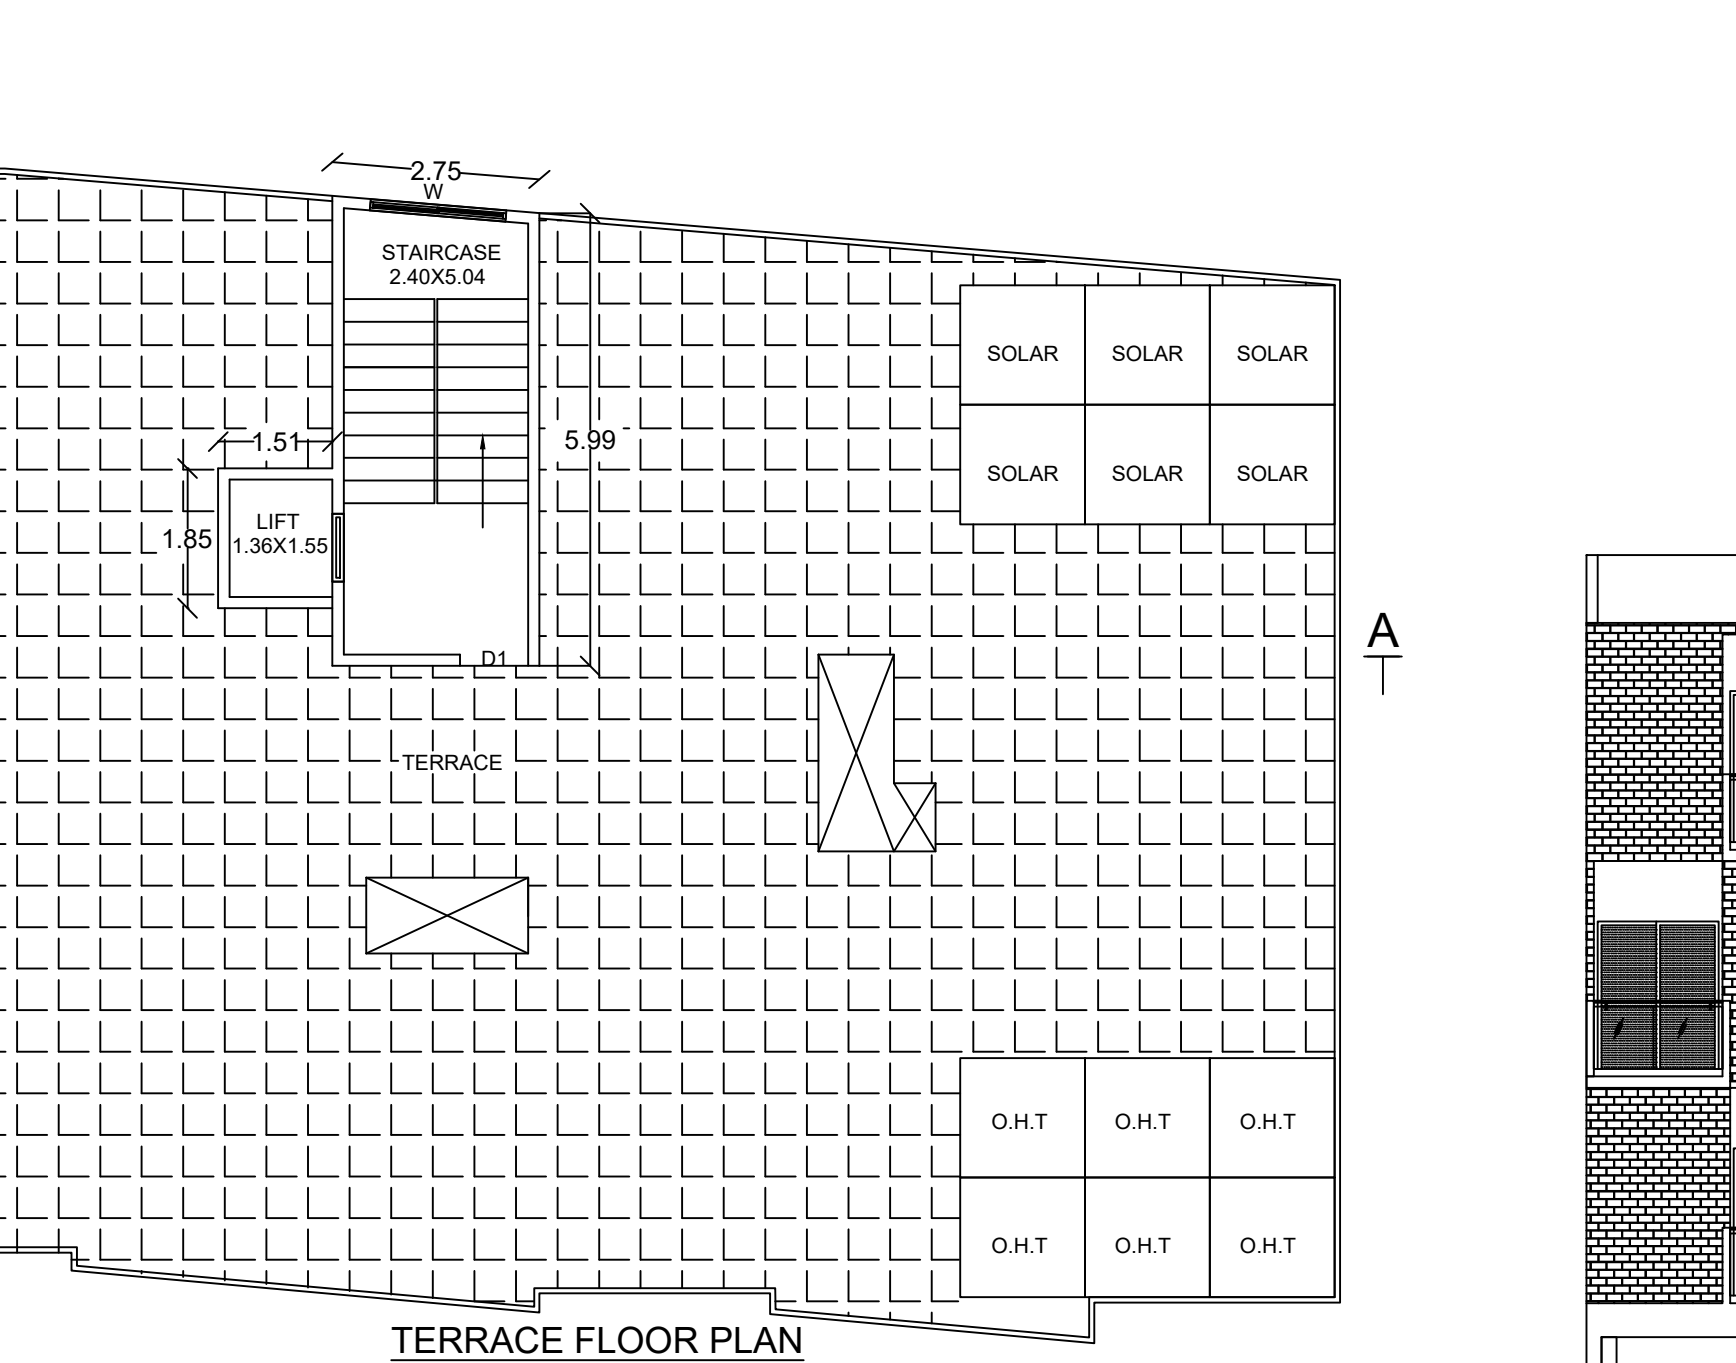 2.75
W
STAIRCASE
2.40X5.04
SOLAR SOLAR SOLAR
1.51
5.99
SOLAR SOLAR SOLAR
LIFT
1.85
1.36X1.55
A
D1
TERRACE
O.H.T O.H.T O.H.T
O.H.T O.H.T O.H.T
TERRACE FLOOR PLAN